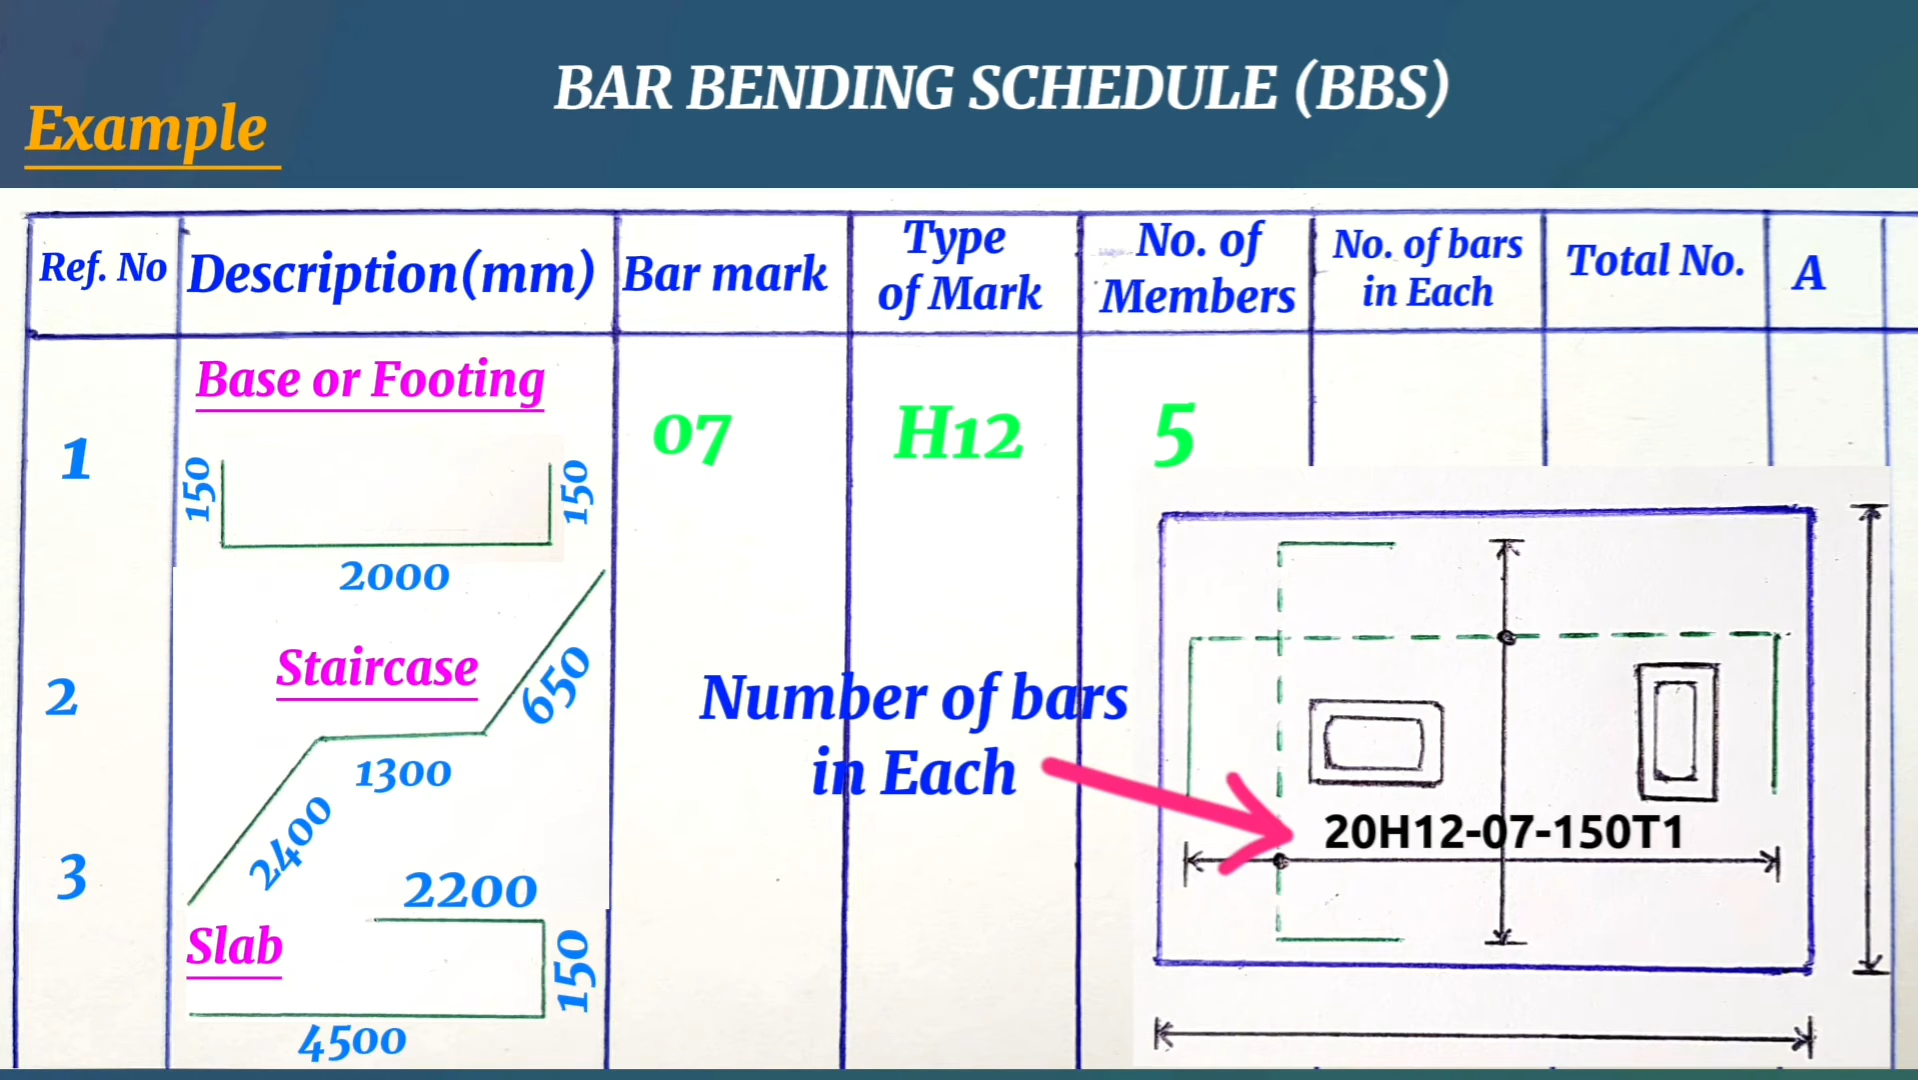 BAR BENDING SCHEDULE (BBS)
Example
Ref. No
Description(mm)
Bar mark
Type
of Mark
No. of
Members
No. of bars
in Each
Total No.
A
1
Base or Footing
150
150
2000
07
H12
5
2
Staircase
650
1300
2400
Number of bars
in Each
20H12-07-150T1
3
Slab
2200
150
4500